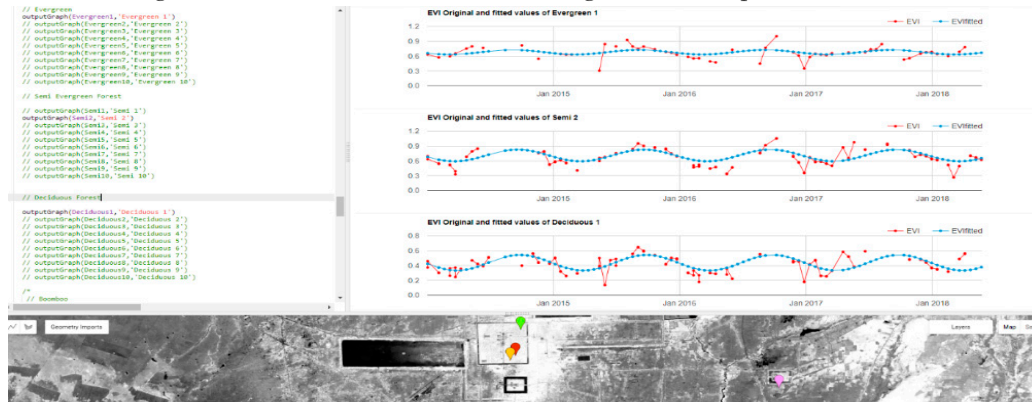 // Evergreen
outputGraph(Evergreen1,'Evergreen 1')
// outputGraph(Evergreen2,'Evergreen 2')
// outputGraph(Evergreen3,'Evergreen 3')
// outputGraph(Evergreen4,'Evergreen 4')
// outputGraph(Evergreen5,'Evergreen 5')
// outputGraph(Evergreen6,'Evergreen 6')
// outputGraph(Evergreen7,'Evergreen 7')
// outputGraph(Evergreen8,'Evergreen 8')
// outputGraph(Evergreen9,'Evergreen 9')
// outputGraph(Evergreen10,'Evergreen 10')
// Semi Evergreen Forest
// outputGraph(Semi1,'Semi 1')
outputGraph(Semi2,'Semi 2')
// outputGraph(Semi3,'Semi 3')
// outputGraph(Semi4,'Semi 4')
// outputGraph(Semi5,'Semi 5')
// outputGraph(Semi6,'Semi 6')
// outputGraph(Semi7,'Semi 7')
// outputGraph(Semi8,'Semi 8')
// outputGraph(Semi9,'Semi 9')
// outputGraph(Semi10,'Semi 10')
// Deciduous Forest
outputGraph(Deciduous1,'Deciduous 1')
// outputGraph(Deciduous2,'Deciduous 2')
// outputGraph(Deciduous3,'Deciduous 3')
// outputGraph(Deciduous4,'Deciduous 4')
// outputGraph(Deciduous5,'Deciduous 5')
// outputGraph(Deciduous6,'Deciduous 6')
// outputGraph(Deciduous7,'Deciduous 7')
// outputGraph(Deciduous8,'Deciduous 8')
// outputGraph(Deciduous9,'Deciduous 9')
// outputGraph(Deciduous10,'Deciduous 10')
/*
// Boomboo
EVI Original and fitted values of Evergreen 1
EVI EVIfitted
1.2
0.9
0.6
0.3
0.0
Jan 2015 Jan 2016 Jan 2017 Jan 2018
EVI Original and fitted values of Semi 2
EVI EVIfitted
1.2
0.9
0.6
0.3
0.0
Jan 2015 Jan 2016 Jan 2017 Jan 2018
EVI Original and fitted values of Deciduous 1
EVI EVIfitted
0.8
0.6
0.4
0.2
0.0
Jan 2015 Jan 2016 Jan 2017 Jan 2018
Geometry Imports Layers Map